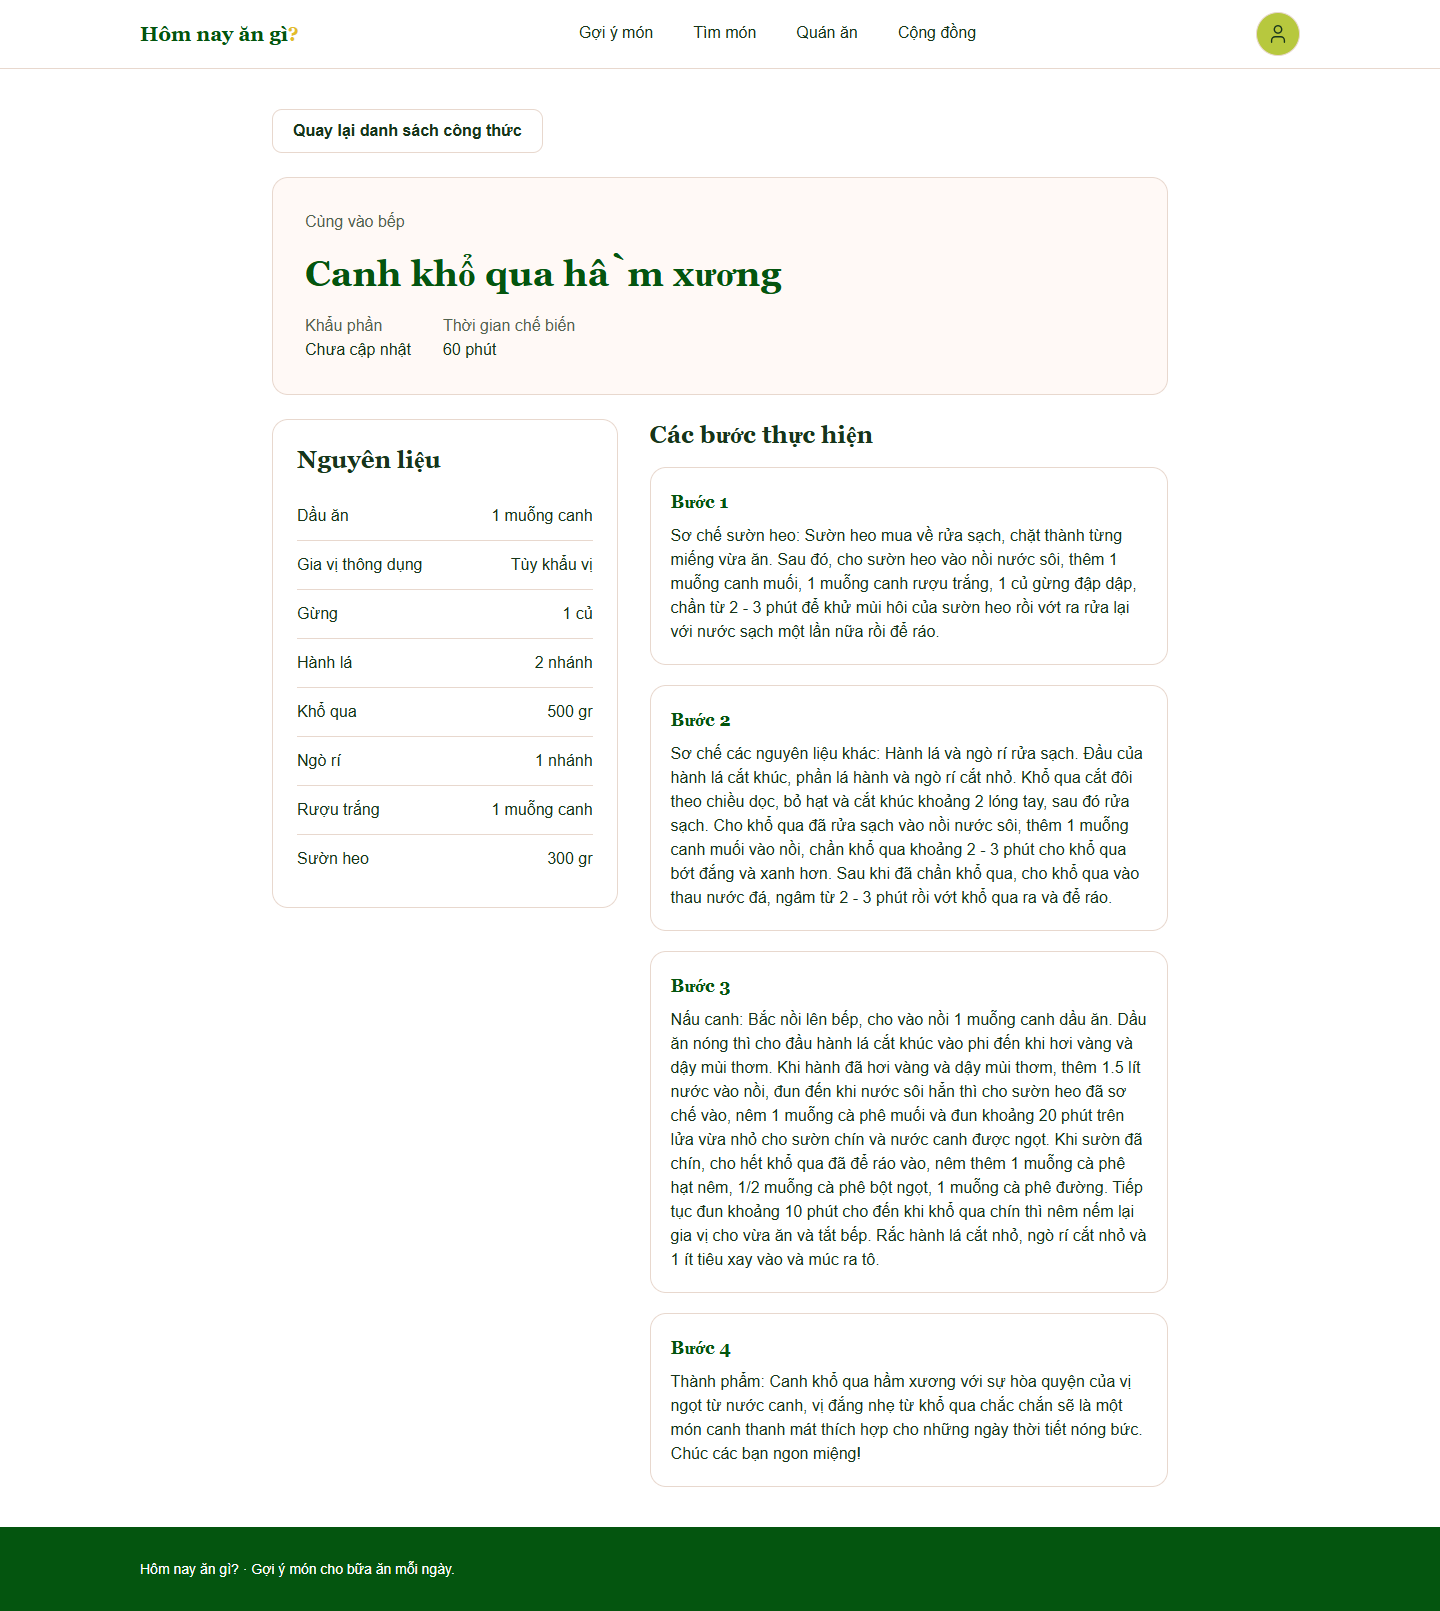 Hôm nay ăn gì?
Gợi ý món
Tìm món
Quán ăn
Cộng đồng
Quay lại danh sách công thức
Cùng vào bếp
Canh khổ qua hầm xương
Khẩu phần
Chưa cập nhật
Thời gian chế biến
60 phút
Nguyên liệu
Dầu ăn 1 muỗng canh
Gia vị thông dụng Tùy khẩu vị
Gừng 1 củ
Hành lá 2 nhánh
Khổ qua 500 gr
Ngò rí 1 nhánh
Rượu trắng 1 muỗng canh
Sườn heo 300 gr
Các bước thực hiện
Bước 1
Sơ chế sườn heo: Sườn heo mua về rửa sạch, chặt thành từng
miếng vừa ăn. Sau đó, cho sườn heo vào nồi nước sôi, thêm 1
muỗng canh muối, 1 muỗng canh rượu trắng, 1 củ gừng đập dập,
chần từ 2 - 3 phút để khử mùi hôi của sườn heo rồi vớt ra rửa lại
với nước sạch một lần nữa rồi để ráo.
Bước 2
Sơ chế các nguyên liệu khác: Hành lá và ngò rí rửa sạch. Đầu của
hành lá cắt khúc, phần lá hành và ngò rí cắt nhỏ. Khổ qua cắt đôi
theo chiều dọc, bỏ hạt và cắt khúc khoảng 2 lóng tay, sau đó rửa
sạch. Cho khổ qua đã rửa sạch vào nồi nước sôi, thêm 1 muỗng
canh muối vào nồi, chần khổ qua khoảng 2 - 3 phút cho khổ qua
bớt đắng và xanh hơn. Sau khi đã chần khổ qua, cho khổ qua vào
thau nước đá, ngâm từ 2 - 3 phút rồi vớt khổ qua ra và để ráo.
Bước 3
Nấu canh: Bắc nồi lên bếp, cho vào nồi 1 muỗng canh dầu ăn. Dầu
ăn nóng thì cho đầu hành lá cắt khúc vào phi đến khi hơi vàng và
dậy mùi thơm. Khi hành đã hơi vàng và dậy mùi thơm, thêm 1.5 lít
nước vào nồi, đun đến khi nước sôi hẳn thì cho sườn heo đã sơ
chế vào, nêm 1 muỗng cà phê muối và đun khoảng 20 phút trên
lửa vừa nhỏ cho sườn chín và nước canh được ngọt. Khi sườn đã
chín, cho hết khổ qua đã để ráo vào, nêm thêm 1 muỗng cà phê
hạt nêm, 1/2 muỗng cà phê bột ngọt, 1 muỗng cà phê đường. Tiếp
tục đun khoảng 10 phút cho đến khi khổ qua chín thì nêm nếm lại
gia vị cho vừa ăn và tắt bếp. Rắc hành lá cắt nhỏ, ngò rí cắt nhỏ và
1 ít tiêu xay vào và múc ra tô.
Bước 4
Thành phẩm: Canh khổ qua hầm xương với sự hòa quyện của vị
ngọt từ nước canh, vị đắng nhẹ từ khổ qua chắc chắn sẽ là một
món canh thanh mát thích hợp cho những ngày thời tiết nóng bức.
Chúc các bạn ngon miệng!
Hôm nay ăn gì? · Gợi ý món cho bữa ăn mỗi ngày.